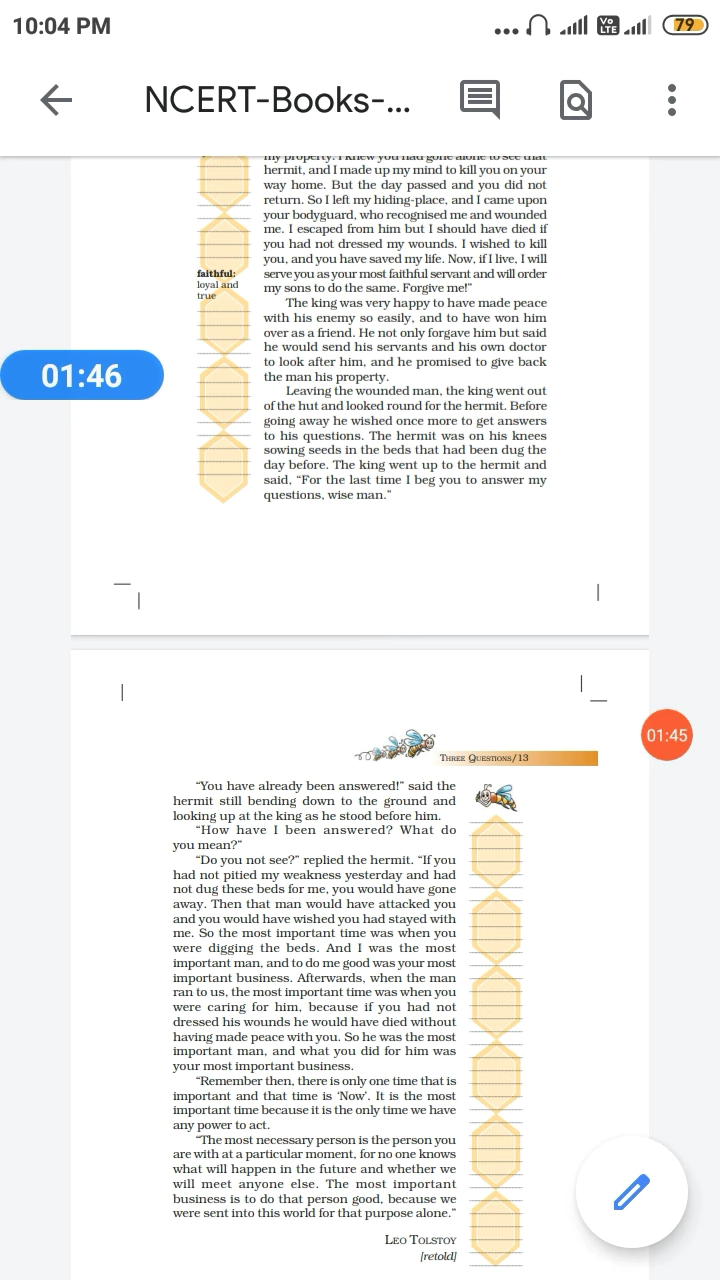 10:04 PM
Vo
LTE
79
NCERT-Books-...
my property. I knew you had gone alone to see that
hermit, and I made up my mind to kill you on your
way home. But the day passed and you did not
return. So I left my hiding-place, and I came upon
your bodyguard, who recognised me and wounded
me. I escaped from him but I should have died if
you had not dressed my wounds. I wished to kill
you, and you have saved my life. Now, if I live, I will
serve you as your most faithful servant and will order
my sons to do the same. Forgive me!”
faithful:
loyal and
true
The king was very happy to have made peace
with his enemy so easily, and to have won him
over as a friend. He not only forgave him but said
he would send his servants and his own doctor
to look after him, and he promised to give back
the man his property.
01:46
Leaving the wounded man, the king went out
of the hut and looked round for the hermit. Before
going away he wished once more to get answers
to his questions. The hermit was on his knees
sowing seeds in the beds that had been dug the
day before. The king went up to the hermit and
said, “For the last time I beg you to answer my
questions, wise man.”
01:45
THREE QUESTIONS/13
“You have already been answered!” said the
hermit still bending down to the ground and
looking up at the king as he stood before him.
“How have I been answered? What do
you mean?”
“Do you not see?” replied the hermit. “If you
had not pitied my weakness yesterday and had
not dug these beds for me, you would have gone
away. Then that man would have attacked you
and you would have wished you had stayed with
me. So the most important time was when you
were digging the beds. And I was the most
important man, and to do me good was your most
important business. Afterwards, when the man
ran to us, the most important time was when you
were caring for him, because if you had not
dressed his wounds he would have died without
having made peace with you. So he was the most
important man, and what you did for him was
your most important business.
“Remember then, there is only one time that is
important and that time is ‘Now’. It is the most
important time because it is the only time we have
any power to act.
“The most necessary person is the person you
are with at a particular moment, for no one knows
what will happen in the future and whether we
will meet anyone else. The most important
business is to do that person good, because we
were sent into this world for that purpose alone.”
LEO TOLSTOY
[retold]